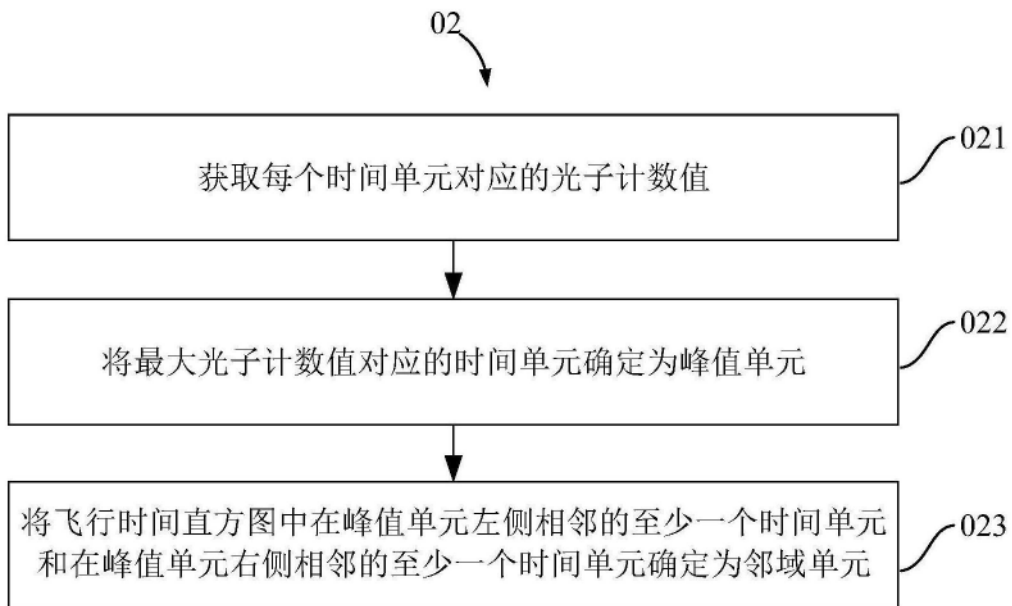 02
获取每个时间单元对应的光子计数值
021
将最大光子计数值对应的时间单元确定为峰值单元
022
将飞行时间直方图中在峰值单元左侧相邻的至少一个时间单元
和在峰值单元右侧相邻的至少一个时间单元确定为邻域单元
023